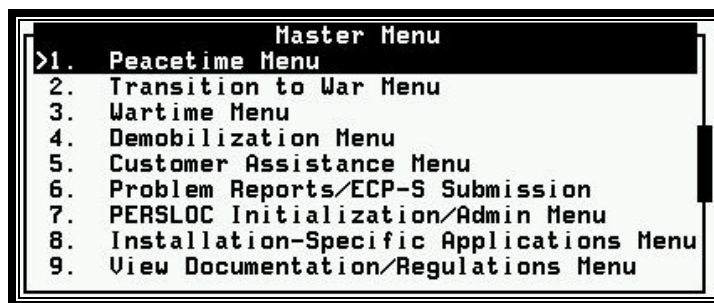 Master Menu
>1. Peacetime Menu
2. Transition to War Menu
3. Wartime Menu
4. Demobilization Menu
5. Customer Assistance Menu
6. Problem Reports/ECP-S Submission
7. PERSLOC Initialization/Admin Menu
8. Installation-Specific Applications Menu
9. View Documentation/Regulations Menu